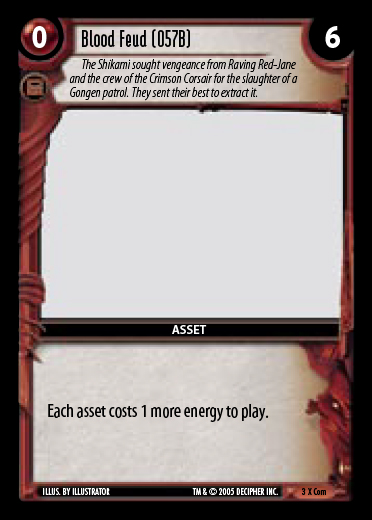 0 Blood Feud (057B) 6
The Shikami sought vengeance from Raving Red-Jane
and the crew of the Crimson Corsair for the slaughter of a
Gongen patrol. They sent their best to extract it.
ASSET
Each asset costs 1 more energy to play.
ILLUS. BY ILLUSTRATOR TM & © 2005 DECIPHER INC. 3 X Com